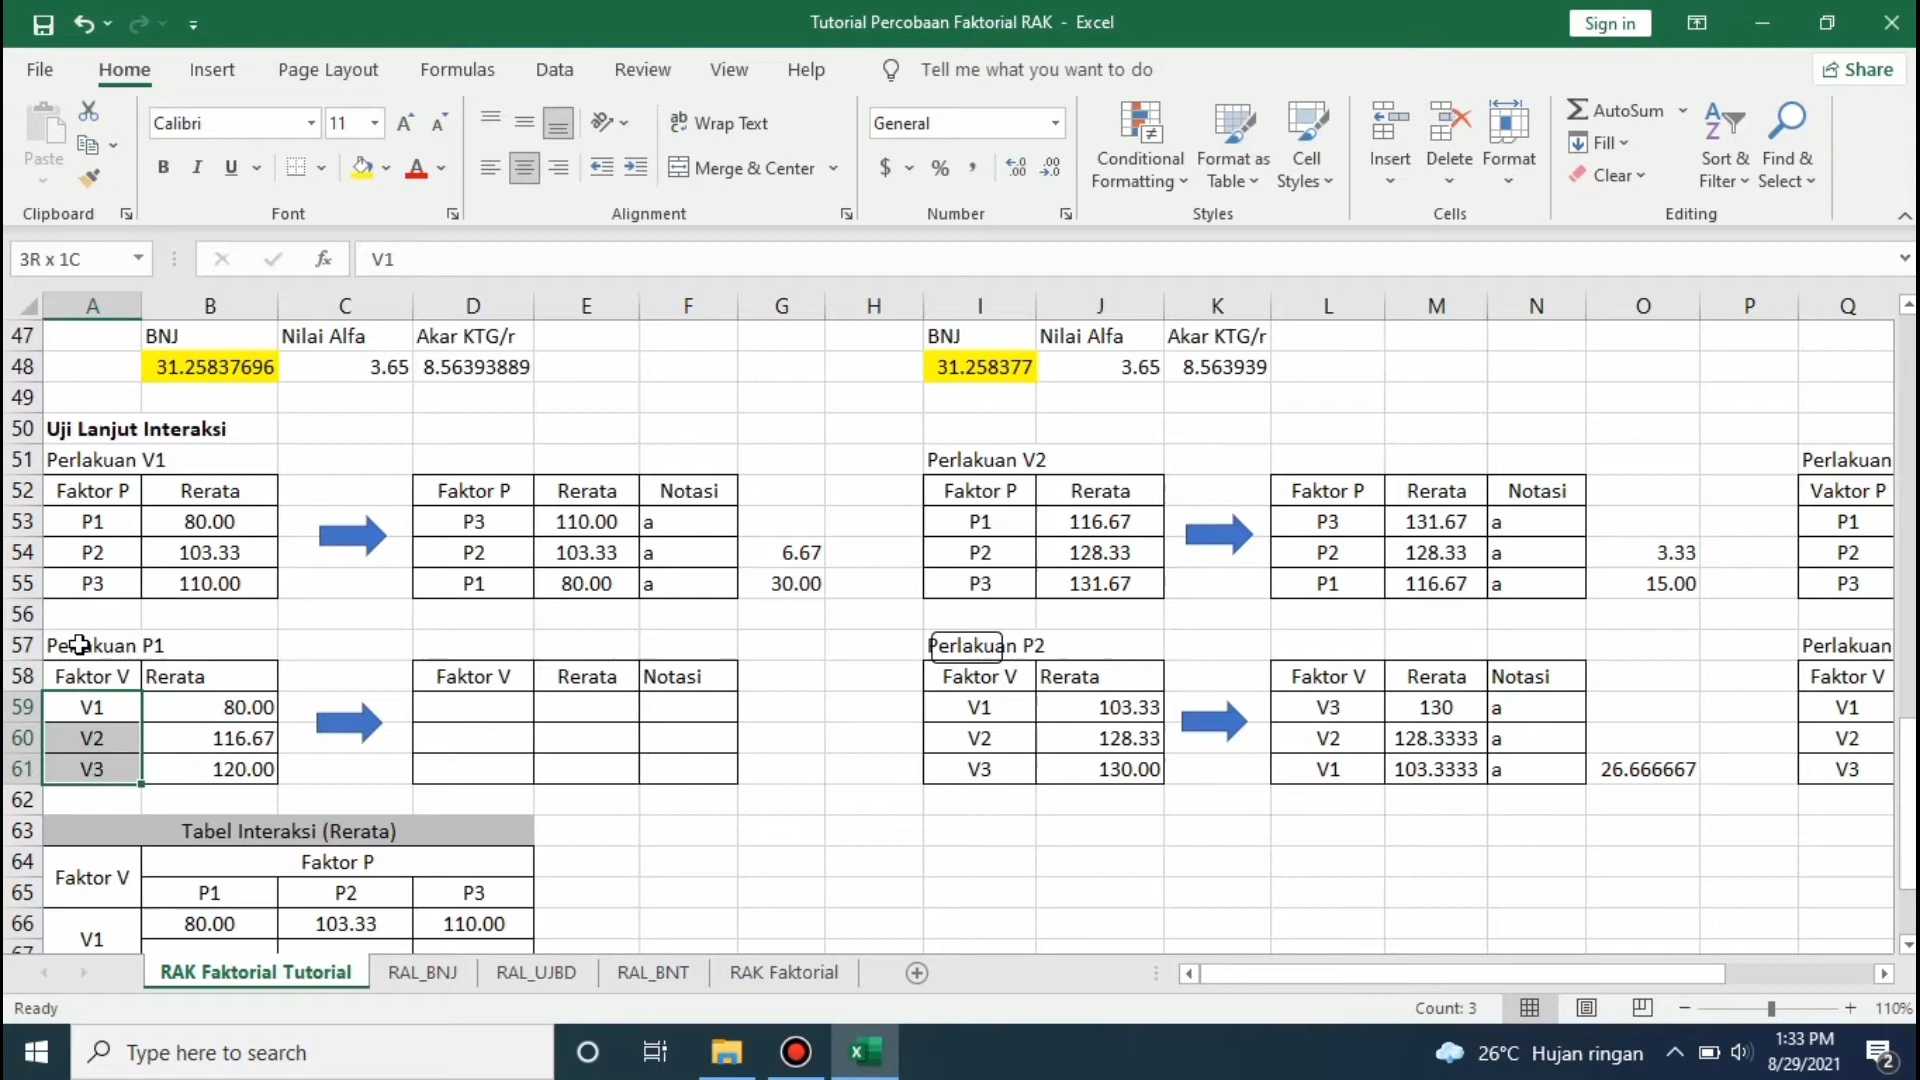 Tutorial Percobaan Faktorial RAK - Excel
Sign in
File Home Insert Page Layout Formulas Data Review View Help Tell me what you want to do Share
Paste
Calibri 11
B I U
Wrap Text
Merge & Center
General
$ % ,
Conditional Formatting
Format as Table
Cell Styles
Insert Delete Format
AutoSum
Fill
Clear
Sort & Filter
Find & Select
Clipboard Font Alignment Number Styles Cells Editing
3R x 1C fx V1
A B C D E F G H I J K L M N O P Q
47 BNJ Nilai Alfa Akar KTG/r BNJ Nilai Alfa Akar KTG/r
48 31.25837696 3.65 8.56393889 31.258377 3.65 8.563939
49
50 Uji Lanjut Interaksi
51 Perlakuan V1 Perlakuan V2 Perlakuan
52 Faktor P Rerata Faktor P Rerata Notasi Faktor P Rerata Faktor P Rerata Notasi Vaktor P
53 P1 80.00 P3 110.00 a P1 116.67 P3 131.67 a P1
54 P2 103.33 P2 103.33 a 6.67 P2 128.33 P2 128.33 a 3.33 P2
55 P3 110.00 P1 80.00 a 30.00 P3 131.67 P1 116.67 a 15.00 P3
56
57 Perlakuan P1 Perlakuan P2 Perlakuan
58 Faktor V Rerata Faktor V Rerata Notasi Faktor V Rerata Faktor V Rerata Notasi Faktor V
59 V1 80.00 V1 103.33 V3 130 a V1
60 V2 116.67 V2 128.33 V2 128.3333 a V2
61 V3 120.00 V3 130.00 V1 103.3333 a 26.666667 V3
62
63 Tabel Interaksi (Rerata)
64 Faktor P
Faktor V
65 P1 P2 P3
66 80.00 103.33 110.00
V1
67
RAK Faktorial Tutorial RAL_BNJ RAL_UJBD RAL_BNT RAK Faktorial
Ready Count: 3 110%
Type here to search
26°C Hujan ringan
1:33 PM
8/29/2021
2